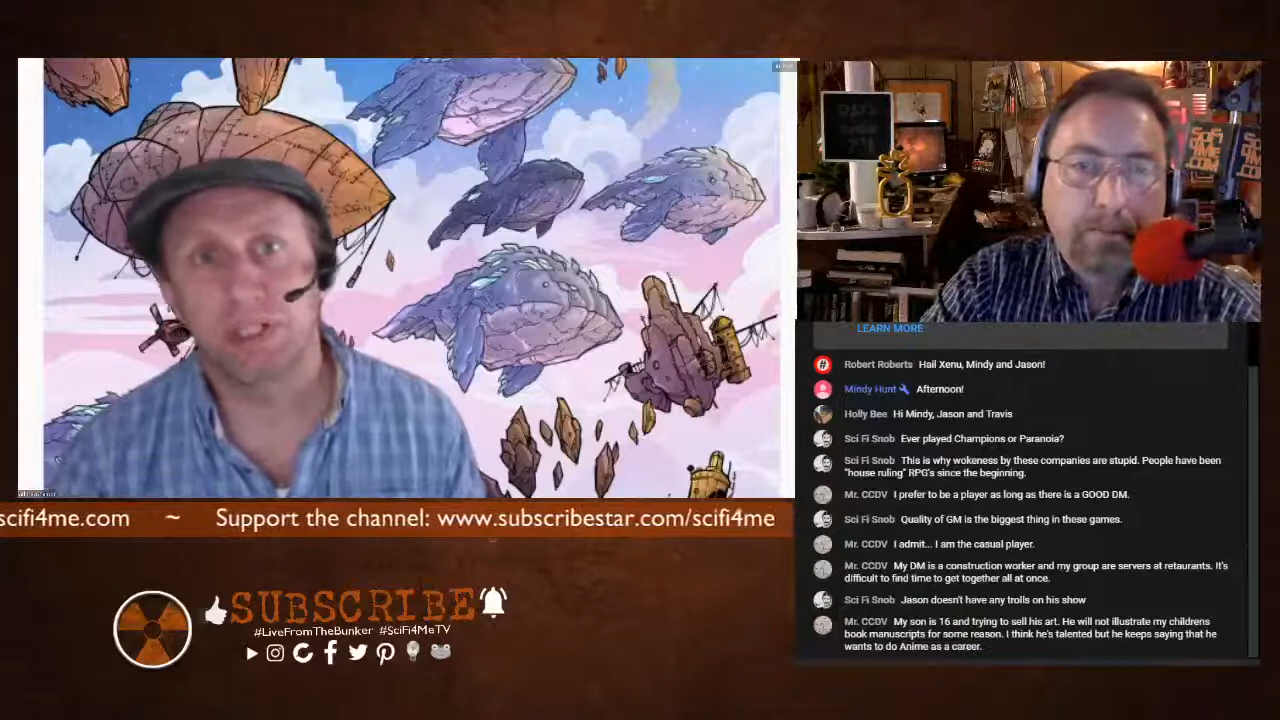 SCI
FI
4ME
.COM
LEARN MORE
Robert Roberts Hail Xenu, Mindy and Jason!
Mindy Hunt Afternoon!
Holly Bee Hi Mindy, Jason and Travis
Sci Fi Snob Ever played Champions or Paranoia?
Sci Fi Snob This is why wokeness by these companies are stupid. People have been
"house ruling" RPG's since the beginning.
Mr. CCDV I prefer to be a player as long as there is a GOOD DM.
Sci Fi Snob Quality of GM is the biggest thing in these games.
Mr. CCDV I admit... I am the casual player.
Mr. CCDV My DM is a construction worker and my group are servers at retaurants. It's
difficult to find time to get together all at once.
Sci Fi Snob Jason doesn't have any trolls on his show
Mr. CCDV My son is 16 and trying to sell his art. He will not illustrate my childrens
book manuscripts for some reason. I think he's talented but he keeps saying that he
wants to do Anime as a career.
scifi4me.com ~ Support the channel: www.subscribestar.com/scifi4me
SUBSCRIBE
#LiveFromTheBunker #SciFi4MeTV